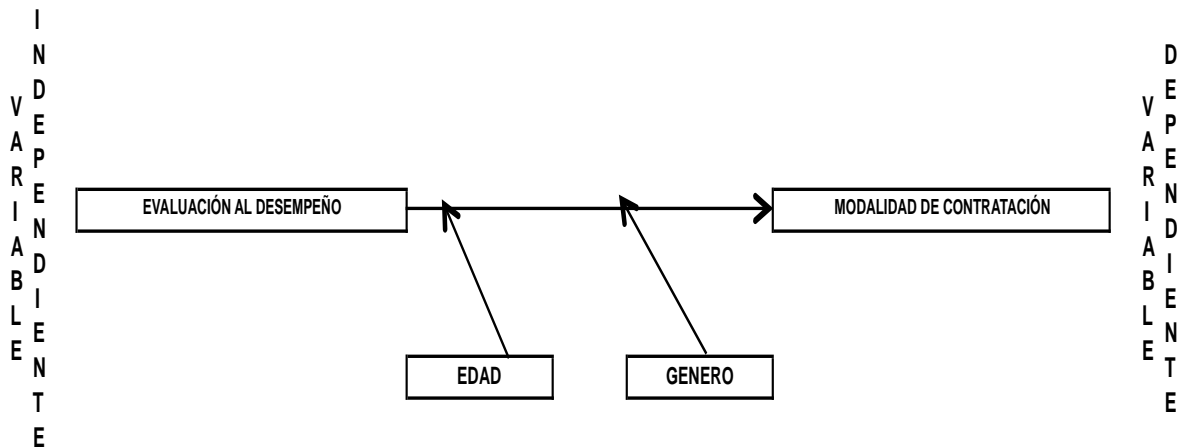 VARIABLE
INDEPENDIENTE
EVALUACIÓN AL DESEMPEÑO
MODALIDAD DE CONTRATACIÓN
EDAD
GENERO
VARIABLE
DEPENDIENTE